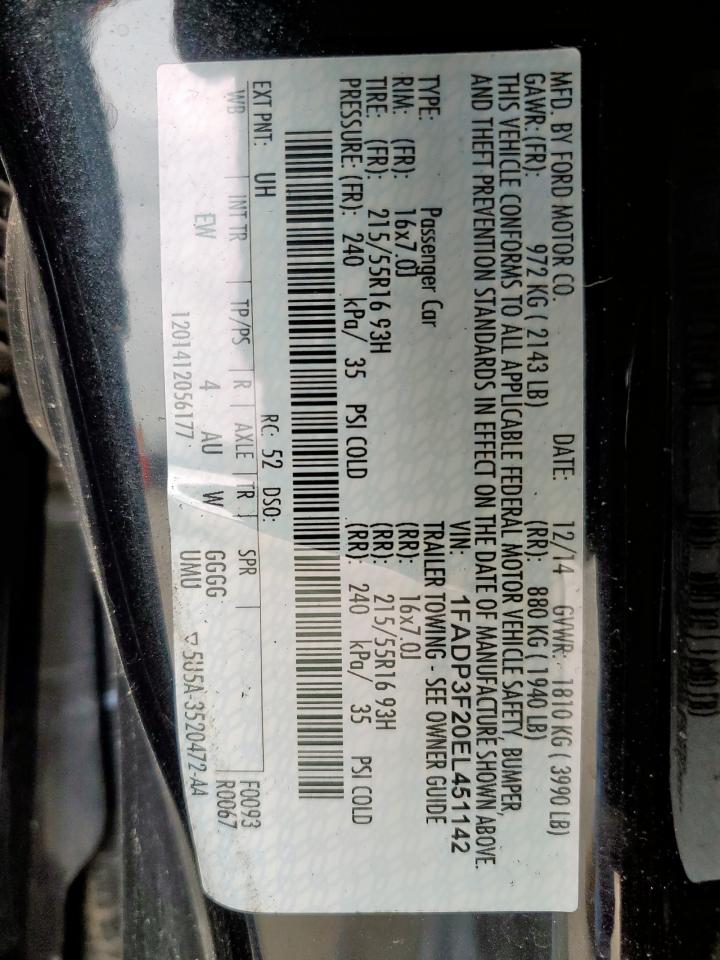 MFD. BY FORD MOTOR CO. DATE: 12/14 GVWR: 1810 KG ( 3990 LB)
GAWR: (FR): 972 KG ( 2143 LB) (RR): 880 KG ( 1940 LB)
THIS VEHICLE CONFORMS TO ALL APPLICABLE FEDERAL MOTOR VEHICLE SAFETY, BUMPER,
AND THEFT PREVENTION STANDARDS IN EFFECT ON THE DATE OF MANUFACTURE SHOWN ABOVE.
VIN: 1FADP3F20EL451142
TYPE: Passenger Car TRAILER TOWING - SEE OWNER GUIDE
RIM: (FR): 16x7.0J (RR): 16x7.0J
TIRE: (FR): 215/55R16 93H (RR): 215/55R16 93H
PRESSURE: (FR): 240 kPa/ 35 PSI COLD (RR): 240 kPa/ 35 PSI COLD
EXT PNT: UH RC: 52 DSO: F0093
WB INT TR TP/PS R AXLE TR SPR R0067
EW 4 AU W GGGG
UMU
1201412056177 ▽5U5A-3520472-AA